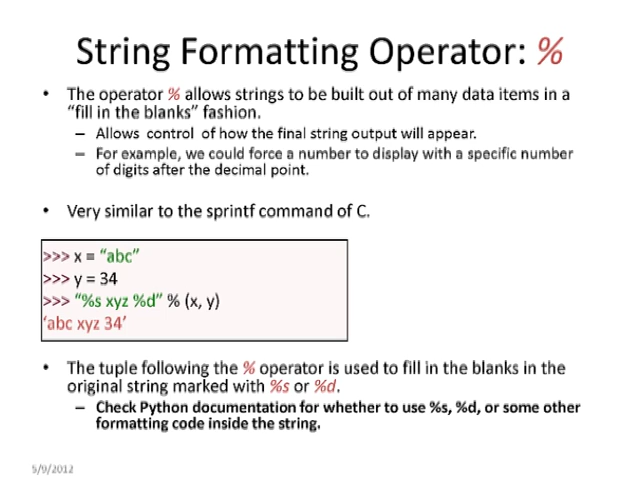 String Formatting Operator: %
• The operator % allows strings to be built out of many data items in a
“fill in the blanks” fashion.
– Allows control of how the final string output will appear.
– For example, we could force a number to display with a specific number
of digits after the decimal point.
• Very similar to the sprintf command of C.
>>> x = “abc”
>>> y = 34
>>> “%s xyz %d” % (x, y)
‘abc xyz 34’
• The tuple following the % operator is used to fill in the blanks in the
original string marked with %s or %d.
– Check Python documentation for whether to use %s, %d, or some other
formatting code inside the string.
5/9/2012